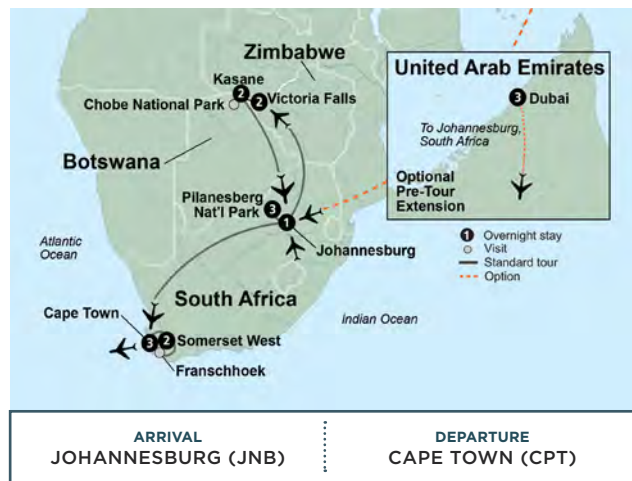 Zimbabwe
Kasane
2
Chobe National Park
2
Victoria Falls
Botswana
Pilanesberg
Nat'l Park
3
1
Johannesburg
Atlantic
Ocean
South Africa
Cape Town
3
2
Somerset West
Franschhoek
Indian Ocean
United Arab Emirates
3
Dubai
To Johannesburg,
South Africa
Optional
Pre-Tour
Extension
1 Overnight stay
Visit
Standard tour
Option
ARRIVAL
JOHANNESBURG (JNB)
DEPARTURE
CAPE TOWN (CPT)